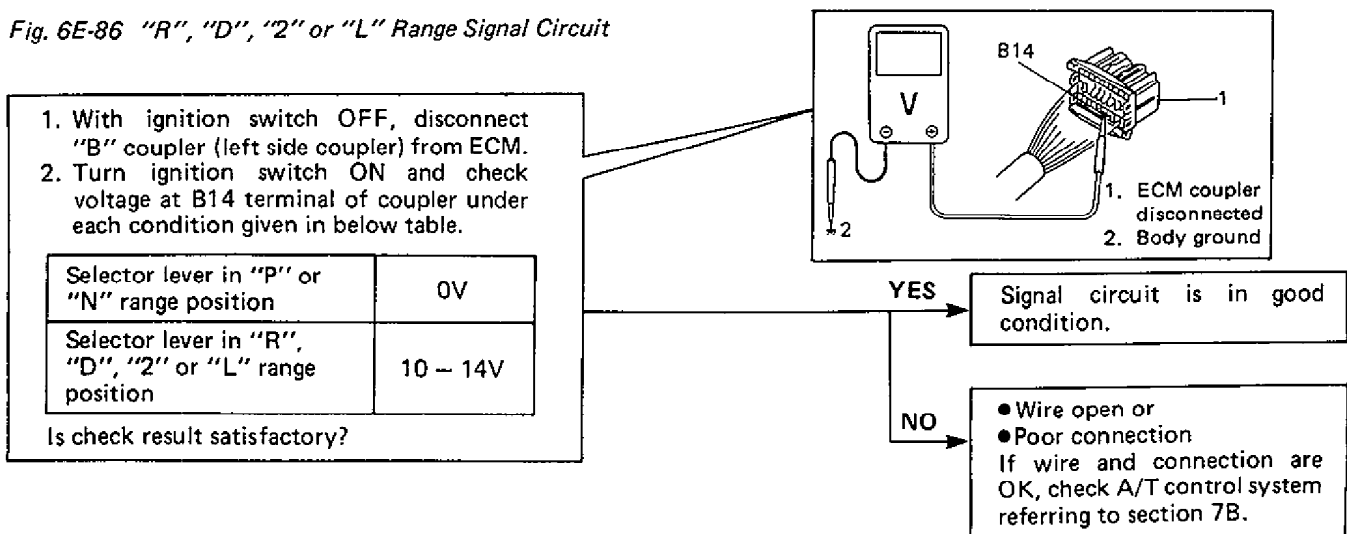 Fig. 6E-86 "R", "D", "2" or "L" Range Signal Circuit
1. With ignition switch OFF, disconnect
"B" coupler (left side coupler) from ECM.
2. Turn ignition switch ON and check
voltage at B14 terminal of coupler under
each condition given in below table.
Selector lever in "P" or
"N" range position
0V
Selector lever in "R",
"D", "2" or "L" range
position
10 – 14V
Is check result satisfactory?
B14
V
1
2
1. ECM coupler
disconnected
2. Body ground
YES
Signal circuit is in good
condition.
NO
●Wire open or
●Poor connection
If wire and connection are
OK, check A/T control system
referring to section 7B.